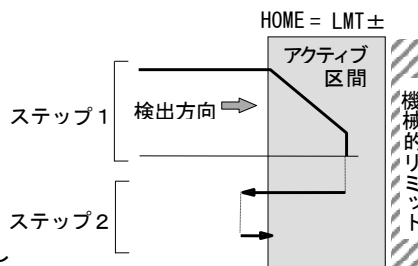 HOME = LMT±
アクティブ
区間
ステップ1
検出方向
機械的リミット
ステップ2
し